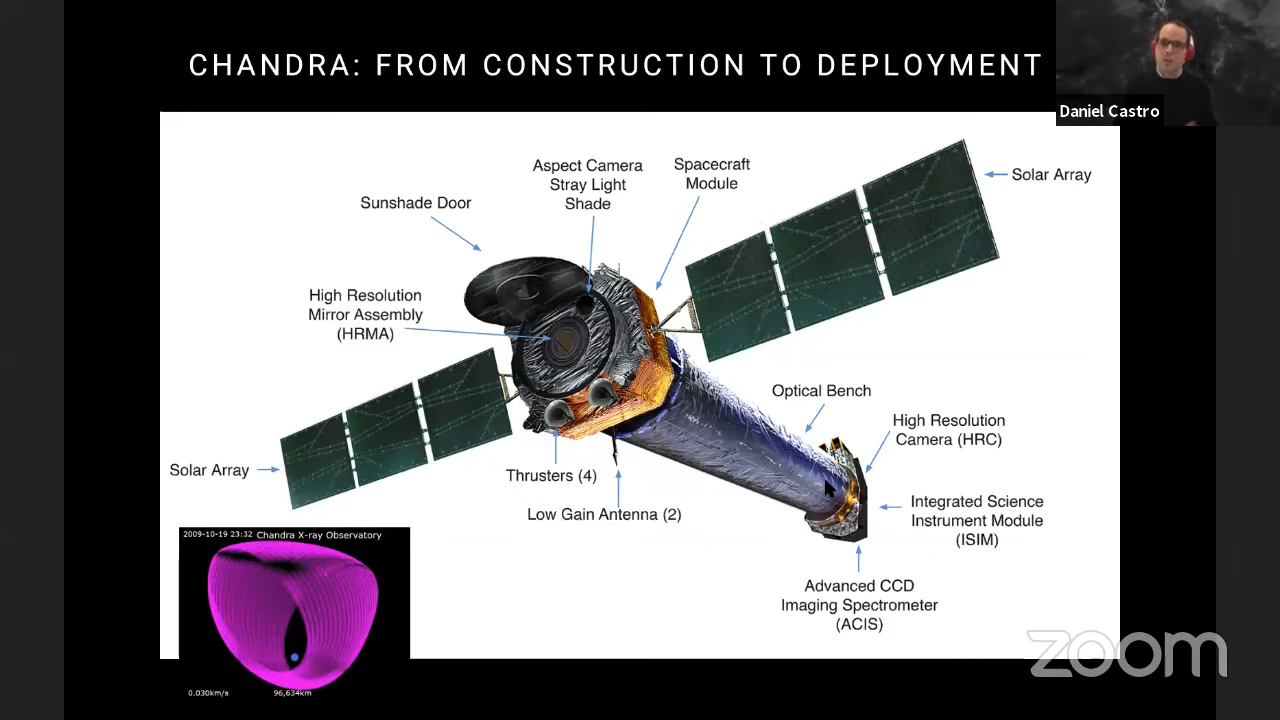 CHANDRA: FROM CONSTRUCTION TO DEPLOYMENT
Daniel Castro
Aspect Camera
Stray Light
Shade
Spacecraft
Module
Solar Array
Sunshade Door
High Resolution
Mirror Assembly
(HRMA)
Optical Bench
High Resolution
Camera (HRC)
Solar Array
Thrusters (4)
Low Gain Antenna (2)
Integrated Science
Instrument Module
(ISIM)
2009-10-19 23:32 Chandra X-ray Observatory
Advanced CCD
Imaging Spectrometer
(ACIS)
0.030km/s
96,634km
zoom